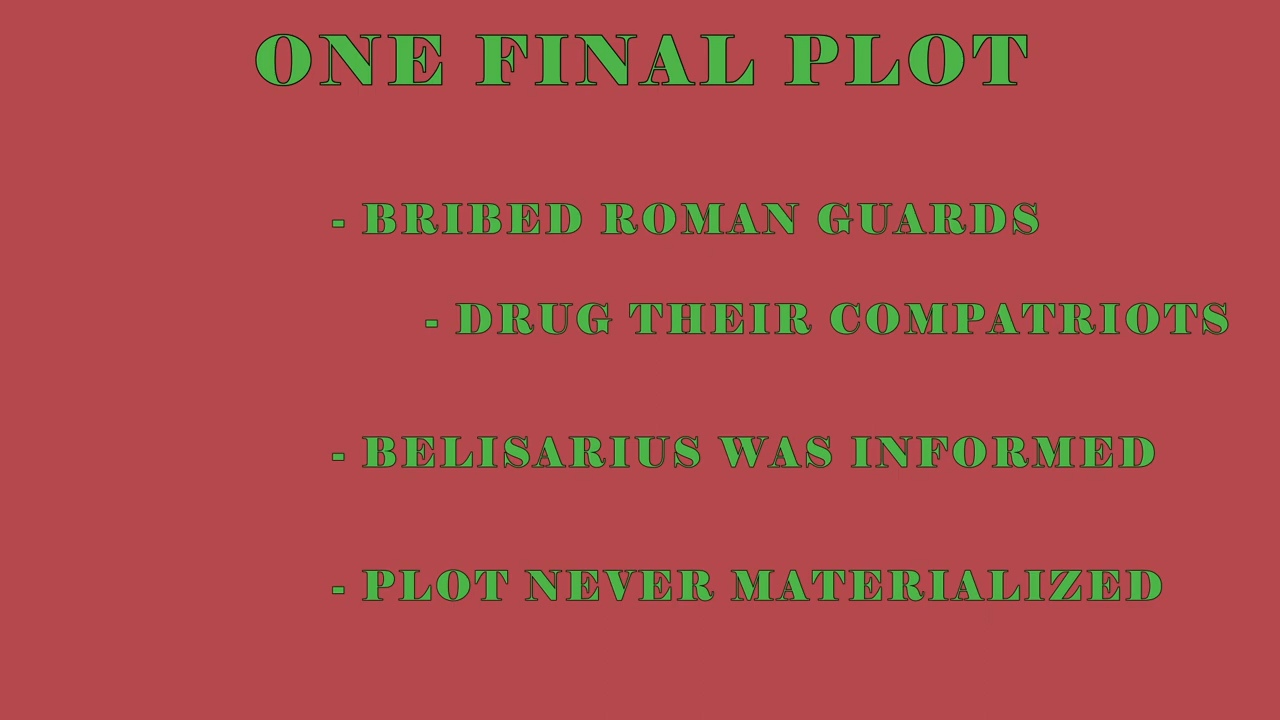 ONE FINAL PLOT
- BRIBED ROMAN GUARDS
- DRUG THEIR COMPATRIOTS
- BELISARIUS WAS INFORMED
- PLOT NEVER MATERIALIZED